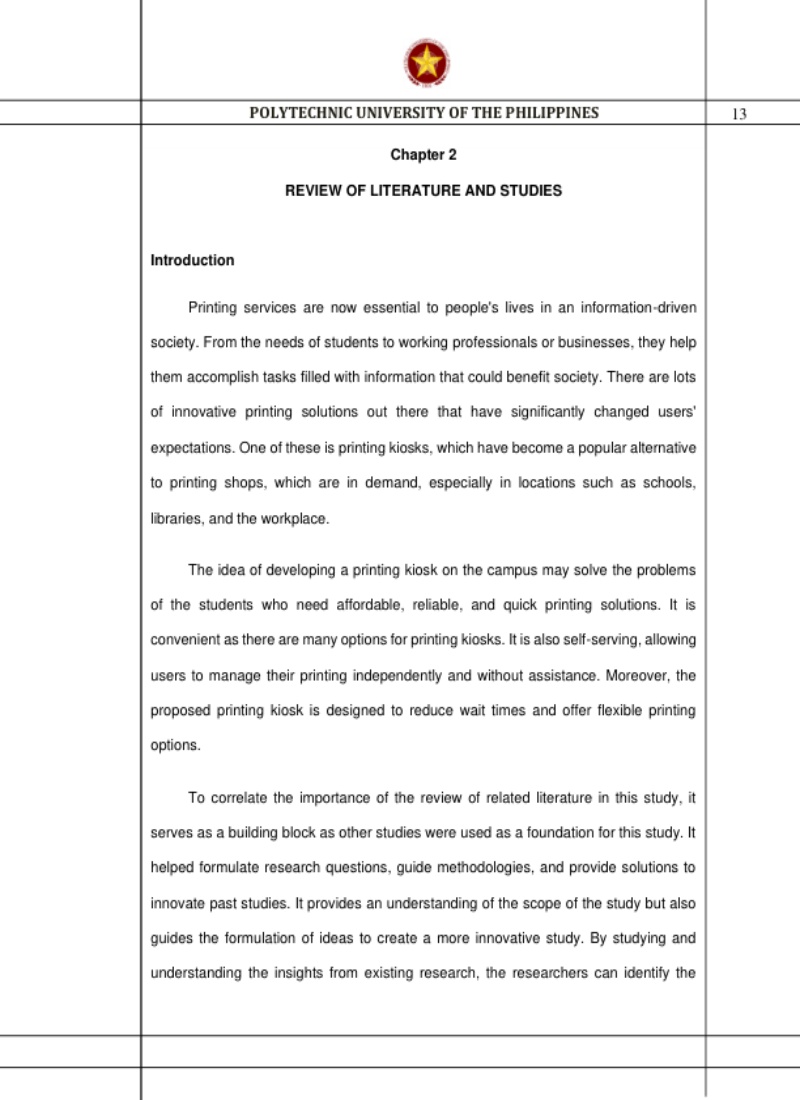 POLYTECHNIC UNIVERSITY OF THE PHILIPPINES
13
Chapter 2
REVIEW OF LITERATURE AND STUDIES
Introduction
Printing services are now essential to people's lives in an information-driven
society. From the needs of students to working professionals or businesses, they help
them accomplish tasks filled with information that could benefit society. There are lots
of innovative printing solutions out there that have significantly changed users'
expectations. One of these is printing kiosks, which have become a popular alternative
to printing shops, which are in demand, especially in locations such as schools,
libraries, and the workplace.
The idea of developing a printing kiosk on the campus may solve the problems
of the students who need affordable, reliable, and quick printing solutions. It is
convenient as there are many options for printing kiosks. It is also self-serving, allowing
users to manage their printing independently and without assistance. Moreover, the
proposed printing kiosk is designed to reduce wait times and offer flexible printing
options.
To correlate the importance of the review of related literature in this study, it
serves as a building block as other studies were used as a foundation for this study. It
helped formulate research questions, guide methodologies, and provide solutions to
innovate past studies. It provides an understanding of the scope of the study but also
guides the formulation of ideas to create a more innovative study. By studying and
understanding the insights from existing research, the researchers can identify the